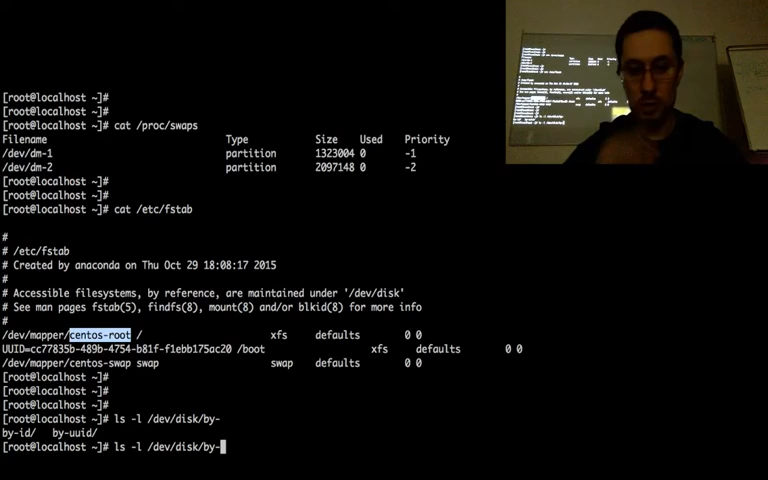 [root@localhost ~]#
[root@localhost ~]#
[root@localhost ~]# cat /proc/swaps
Filename Type Size Used Priority
/dev/dm-1 partition 1323004 0 -1
/dev/dm-2 partition 2097148 0 -2
[root@localhost ~]#
[root@localhost ~]#
[root@localhost ~]# cat /etc/fstab
#
# /etc/fstab
# Created by anaconda on Thu Oct 29 18:08:17 2015
#
# Accessible filesystems, by reference, are maintained under '/dev/disk'
# See man pages fstab(5), findfs(8), mount(8) and/or blkid(8) for more info
#
/dev/mapper/centos-root / xfs defaults 0 0
UUID=cc77835b-489b-4754-b81f-f1ebb175ac20 /boot xfs defaults 0 0
/dev/mapper/centos-swap swap swap defaults 0 0
[root@localhost ~]#
[root@localhost ~]#
[root@localhost ~]#
[root@localhost ~]# ls -l /dev/disk/by-
by-id/ by-uuid/
[root@localhost ~]# ls -l /dev/disk/by-